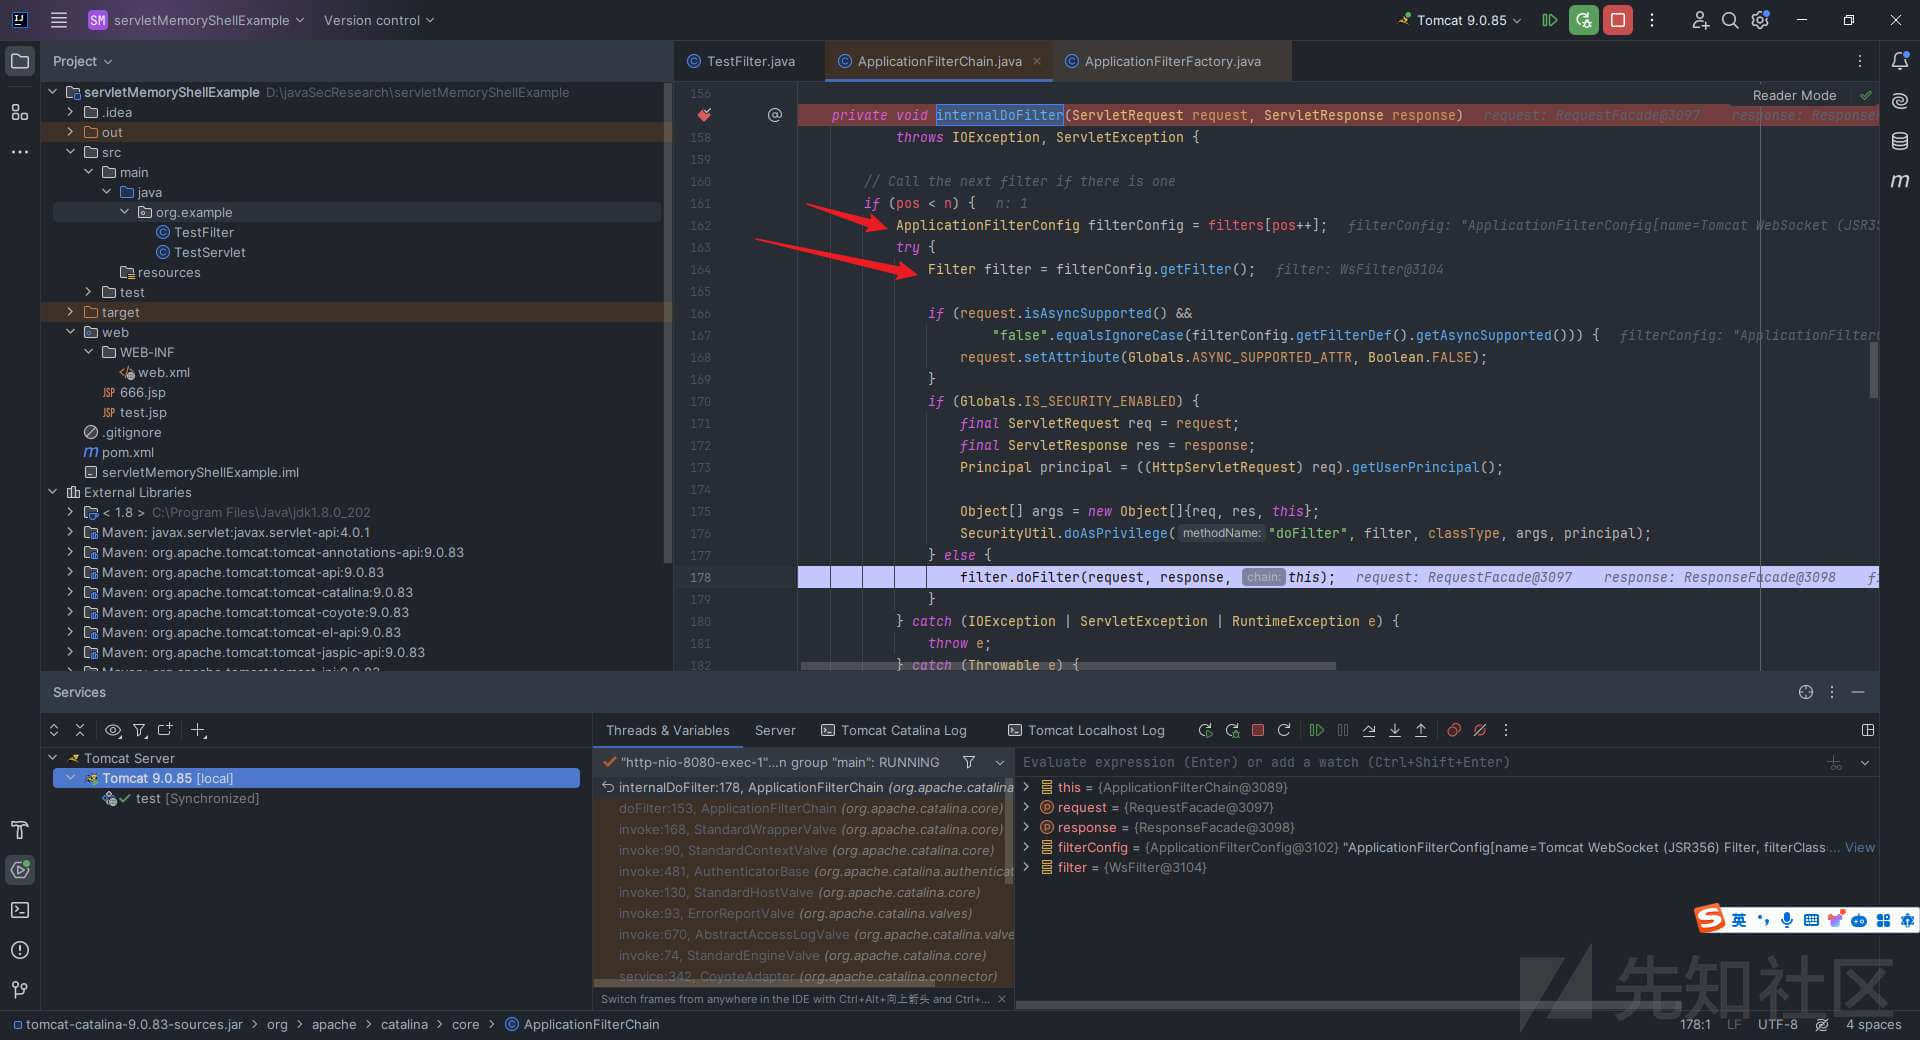 SM servletMemoryShellExample Version control Tomcat 9.0.85
Project
TestFilter.java ApplicationFilterChain.java ApplicationFilterFactory.java
servletMemoryShellExample D:\javaSecResearch\servletMemoryShellExample
.idea
out
src
main
java
org.example
TestFilter
TestServlet
resources
test
target
web
WEB-INF
web.xml
JSP 666.jsp
JSP test.jsp
.gitignore
m pom.xml
servletMemoryShellExample.iml
External Libraries
< 1.8 > C:\Program Files\Java\jdk1.8.0_202
Maven: javax.servlet:javax.servlet-api:4.0.1
Maven: org.apache.tomcat:tomcat-annotations-api:9.0.83
Maven: org.apache.tomcat:tomcat-api:9.0.83
Maven: org.apache.tomcat:tomcat-catalina:9.0.83
Maven: org.apache.tomcat:tomcat-coyote:9.0.83
Maven: org.apache.tomcat:tomcat-el-api:9.0.83
Maven: org.apache.tomcat:tomcat-jaspic-api:9.0.83
Maven: org.apache.tomcat:tomcat-jni:9.0.83
Reader Mode
156
@ private void internalDoFilter(ServletRequest request, ServletResponse response) request: RequestFacade@3097 response: Response
158 throws IOException, ServletException {
159
160 // Call the next filter if there is one
161 if (pos < n) { n: 1
162 ApplicationFilterConfig filterConfig = filters[pos++]; filterConfig: "ApplicationFilterConfig[name=Tomcat WebSocket (JSR35
163 try {
164 Filter filter = filterConfig.getFilter(); filter: WsFilter@3104
165
166 if (request.isAsyncSupported() &&
167 "false".equalsIgnoreCase(filterConfig.getFilterDef().getAsyncSupported())) { filterConfig: "ApplicationFilter
168 request.setAttribute(Globals.ASYNC_SUPPORTED_ATTR, Boolean.FALSE);
169 }
170 if (Globals.IS_SECURITY_ENABLED) {
171 final ServletRequest req = request;
172 final ServletResponse res = response;
173 Principal principal = ((HttpServletRequest) req).getUserPrincipal();
174
175 Object[] args = new Object[]{req, res, this};
176 SecurityUtil.doAsPrivilege( methodName: "doFilter", filter, classType, args, principal);
177 } else {
178 filter.doFilter(request, response, chain: this); request: RequestFacade@3097 response: ResponseFacade@3098 f
179 }
180 } catch (IOException | ServletException | RuntimeException e) {
181 throw e;
182 } catch (Throwable e) {
Services
Threads & Variables Server Tomcat Catalina Log Tomcat Localhost Log
Tomcat Server
Tomcat 9.0.85 [local]
test [Synchronized]
"http-nio-8080-exec-1"...n group "main": RUNNING
internalDoFilter:178, ApplicationFilterChain (org.apache.catalina
doFilter:153, ApplicationFilterChain (org.apache.catalina.core)
invoke:168, StandardWrapperValve (org.apache.catalina.core)
invoke:90, StandardContextValve (org.apache.catalina.core)
invoke:481, AuthenticatorBase (org.apache.catalina.authenticat
invoke:130, StandardHostValve (org.apache.catalina.core)
invoke:93, ErrorReportValve (org.apache.catalina.valves)
invoke:670, AbstractAccessLogValve (org.apache.catalina.valve
invoke:74, StandardEngineValve (org.apache.catalina.core)
service:342, CoyoteAdapter (org.apache.catalina.connector)
Switch frames from anywhere in the IDE with Ctrl+Alt+向上箭头 and Ctrl+...
Evaluate expression (Enter) or add a watch (Ctrl+Shift+Enter)
this = {ApplicationFilterChain@3089}
request = {RequestFacade@3097}
response = {ResponseFacade@3098}
filterConfig = {ApplicationFilterConfig@3102} "ApplicationFilterConfig[name=Tomcat WebSocket (JSR356) Filter, filterClass ... View
filter = {WsFilter@3104}
英
先知社区
tomcat-catalina-9.0.83-sources.jar > org > apache > catalina > core > ApplicationFilterChain
178:1 LF UTF-8 4 spaces